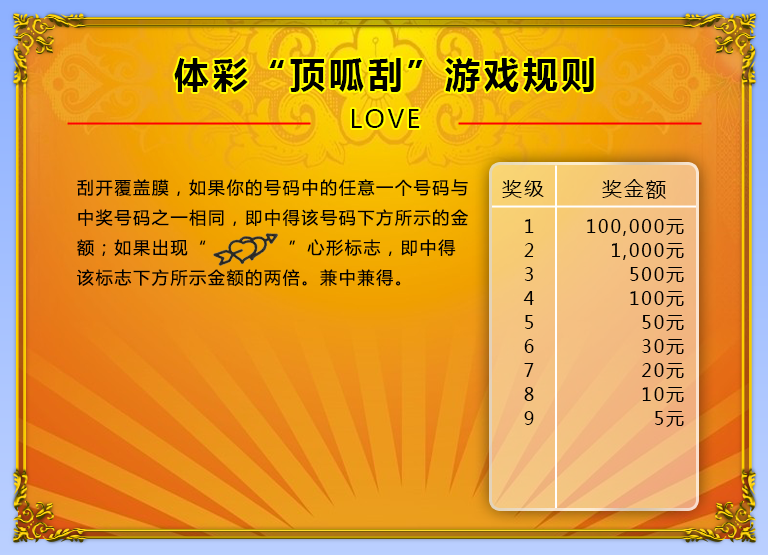 体彩“顶呱刮”游戏规则
LOVE
刮开覆盖膜，如果你的号码中的任意一个号码与
中奖号码之一相同，即中得该号码下方所示的金
额；如果出现“ ”心形标志，即中得
该标志下方所示金额的两倍。兼中兼得。
奖级 奖金额
1 100,000元
2 1,000元
3 500元
4 100元
5 50元
6 30元
7 20元
8 10元
9 5元